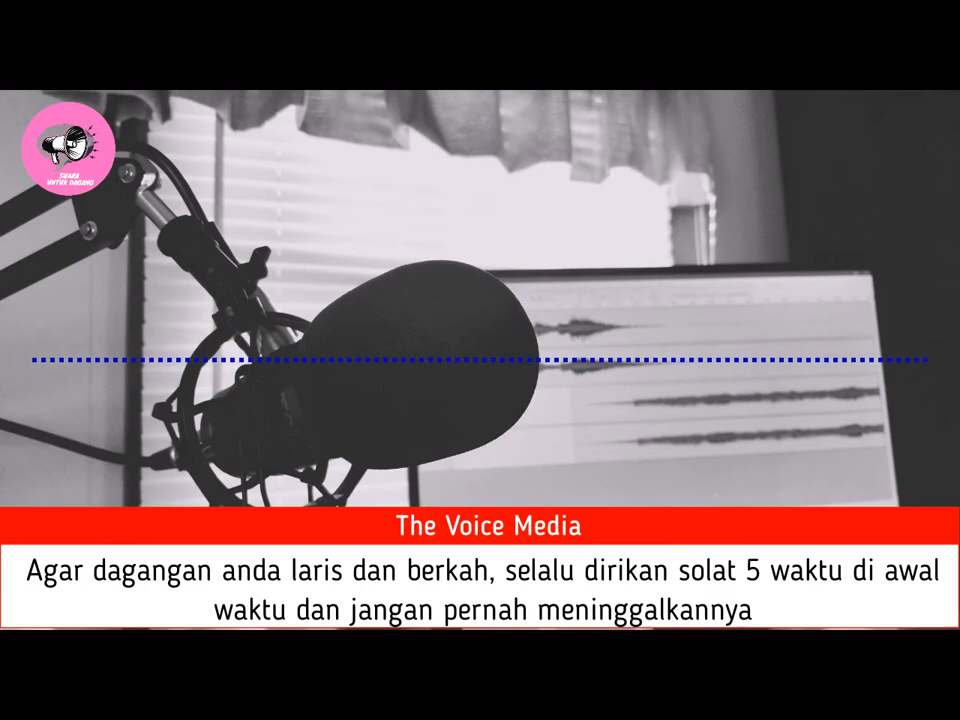 SUARA
UNTUK DAGANG
The Voice Media
Agar dagangan anda laris dan berkah, selalu dirikan solat 5 waktu di awal
waktu dan jangan pernah meninggalkannya